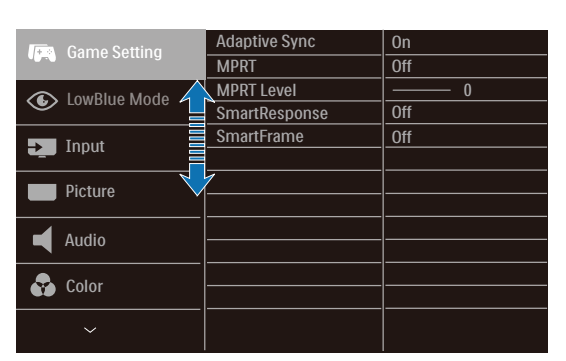 Game Setting
LowBlue Mode
Input
Picture
Audio
Color
Adaptive Sync On
MPRT Off
MPRT Level 0
SmartResponse Off
SmartFrame Off